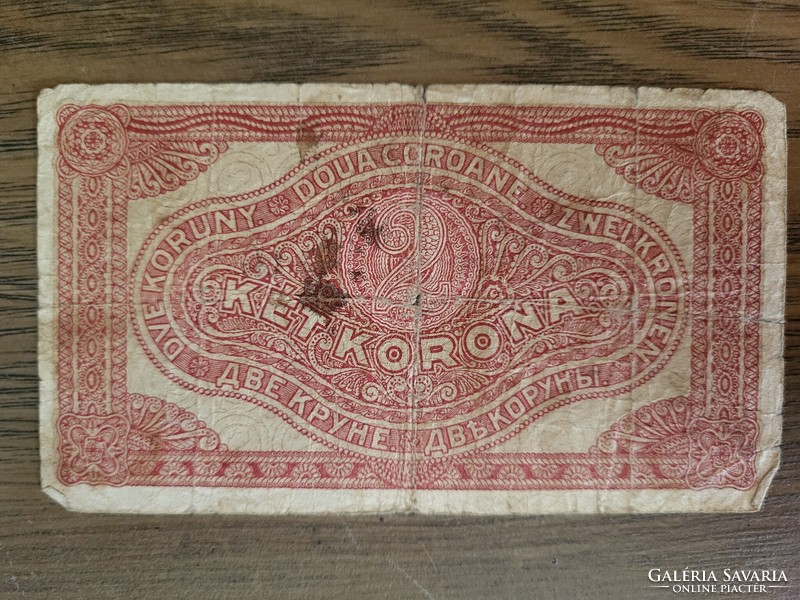 DVE KORUNY ※ DOUA COROANE ※ ZWEI KRONEN
2
KÉT KORONA
ДВЕ КРУНЕ ※ ДВѢ КОРУНЫ.
GALÉRIA SAVARIA
ONLINE PIACTÉR